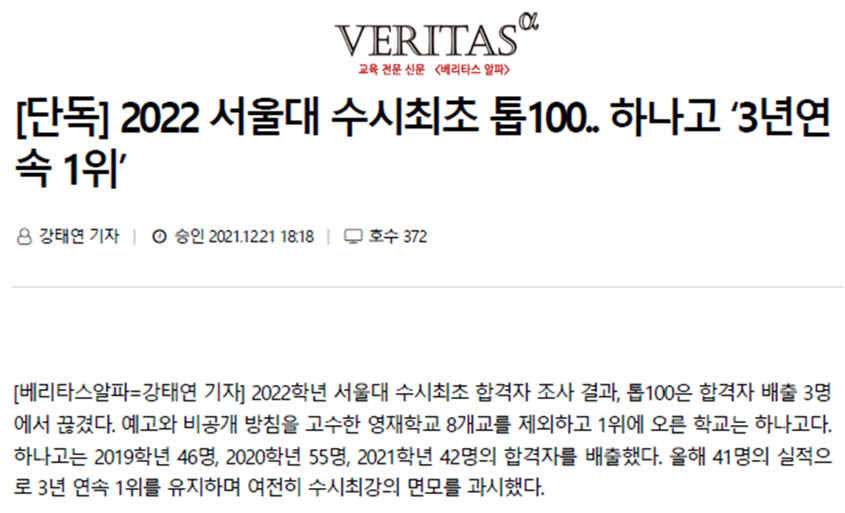 VERITAS α
교육 전문 신문 <베리타스 알파>
[단독] 2022 서울대 수시최초 톱100.. 하나고 ‘3년연
속 1위’
강태연 기자 | 승인 2021.12.21 18:18 | 호수 372
[베리타스알파=강태연 기자] 2022학년 서울대 수시최초 합격자 조사 결과, 톱100은 합격자 배출 3명
에서 끊겼다. 예고와 비공개 방침을 고수한 영재학교 8개교를 제외하고 1위에 오른 학교는 하나고다.
하나고는 2019학년 46명, 2020학년 55명, 2021학년 42명의 합격자를 배출했다. 올해 41명의 실적으
로 3년 연속 1위를 유지하며 여전히 수시최강의 면모를 과시했다.